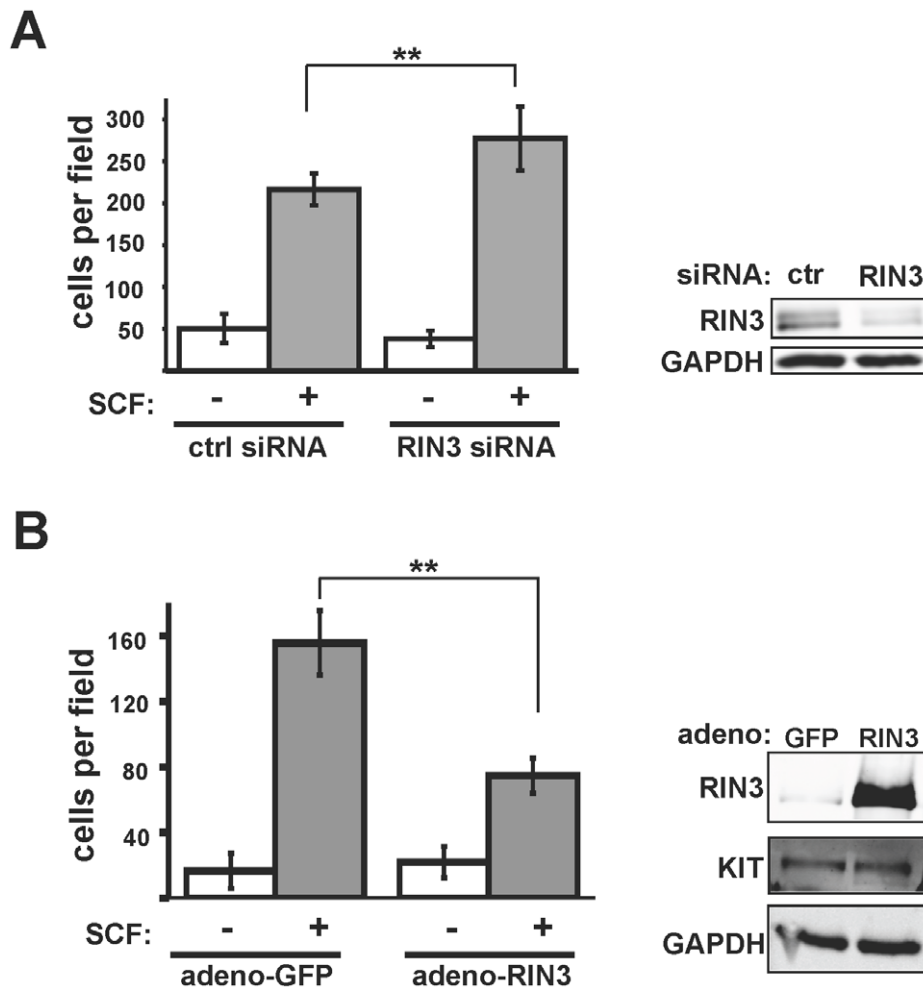 A
**
cells per field
300
250
200
150
100
50
SCF: - + - +
ctrl siRNA RIN3 siRNA
siRNA: ctr RIN3
RIN3
GAPDH
B
**
cells per field
160
120
80
40
SCF: - + - +
adeno-GFP adeno-RIN3
adeno: GFP RIN3
RIN3
KIT
GAPDH